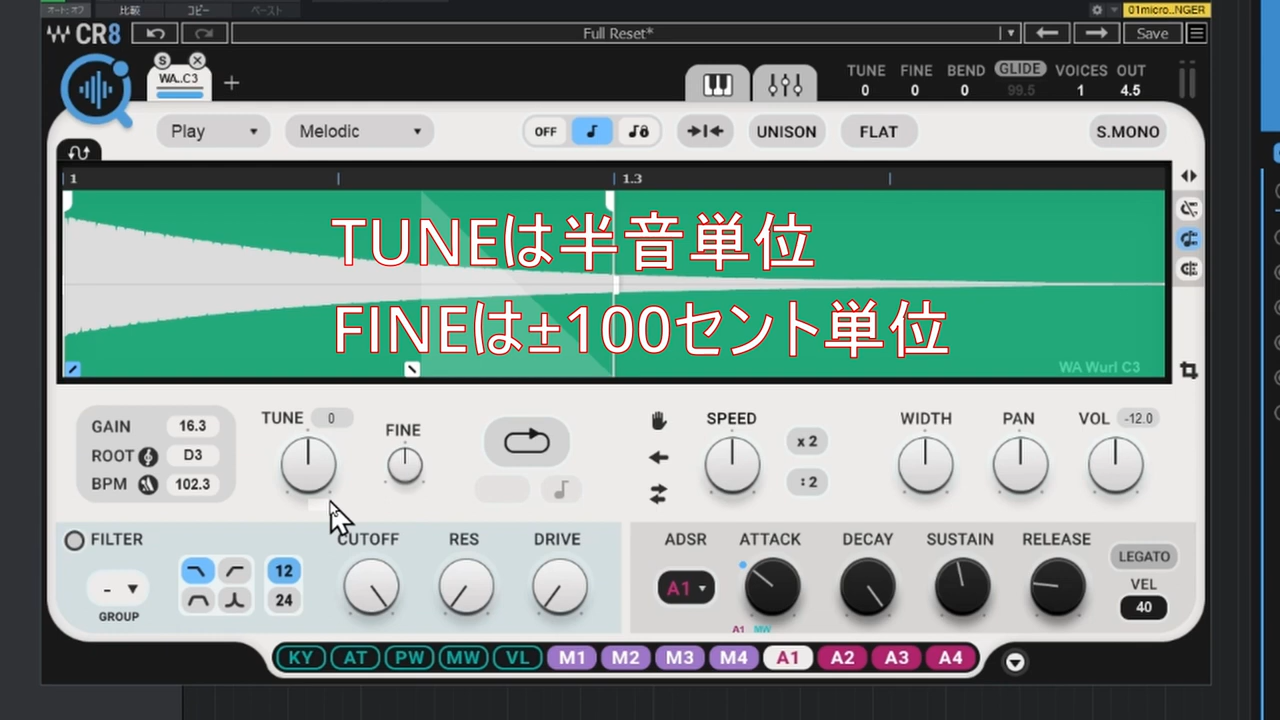 オート:オフ 比較 コピー ペースト 01micro..NGER
W CR8 Full Reset* Save
S X
WA..C3 +
TUNE FINE BEND GLIDE VOICES OUT
0 0 0 99.5 1 4.5
Play Melodic OFF UNISON FLAT S.MONO
1 1.3
TUNEは半音単位
FINEは±100セント単位
WA Wurl C3
GAIN 16.3
ROOT D3
BPM 102.3
TUNE 0 FINE SPEED x 2 : 2 WIDTH PAN VOL -12.0
FILTER CUTOFF RES DRIVE ADSR ATTACK DECAY SUSTAIN RELEASE LEGATO
- 12 A1 VEL
GROUP 24 40
A1 MW
KY AT PW MW VL M1 M2 M3 M4 A1 A2 A3 A4